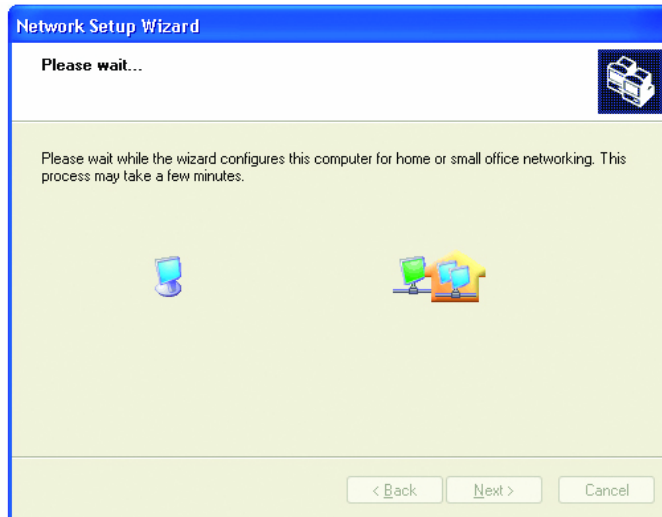 Network Setup Wizard
Please wait...
Please wait while the wizard configures this computer for home or small office networking. This
process may take a few minutes.
< Back
Next >
Cancel